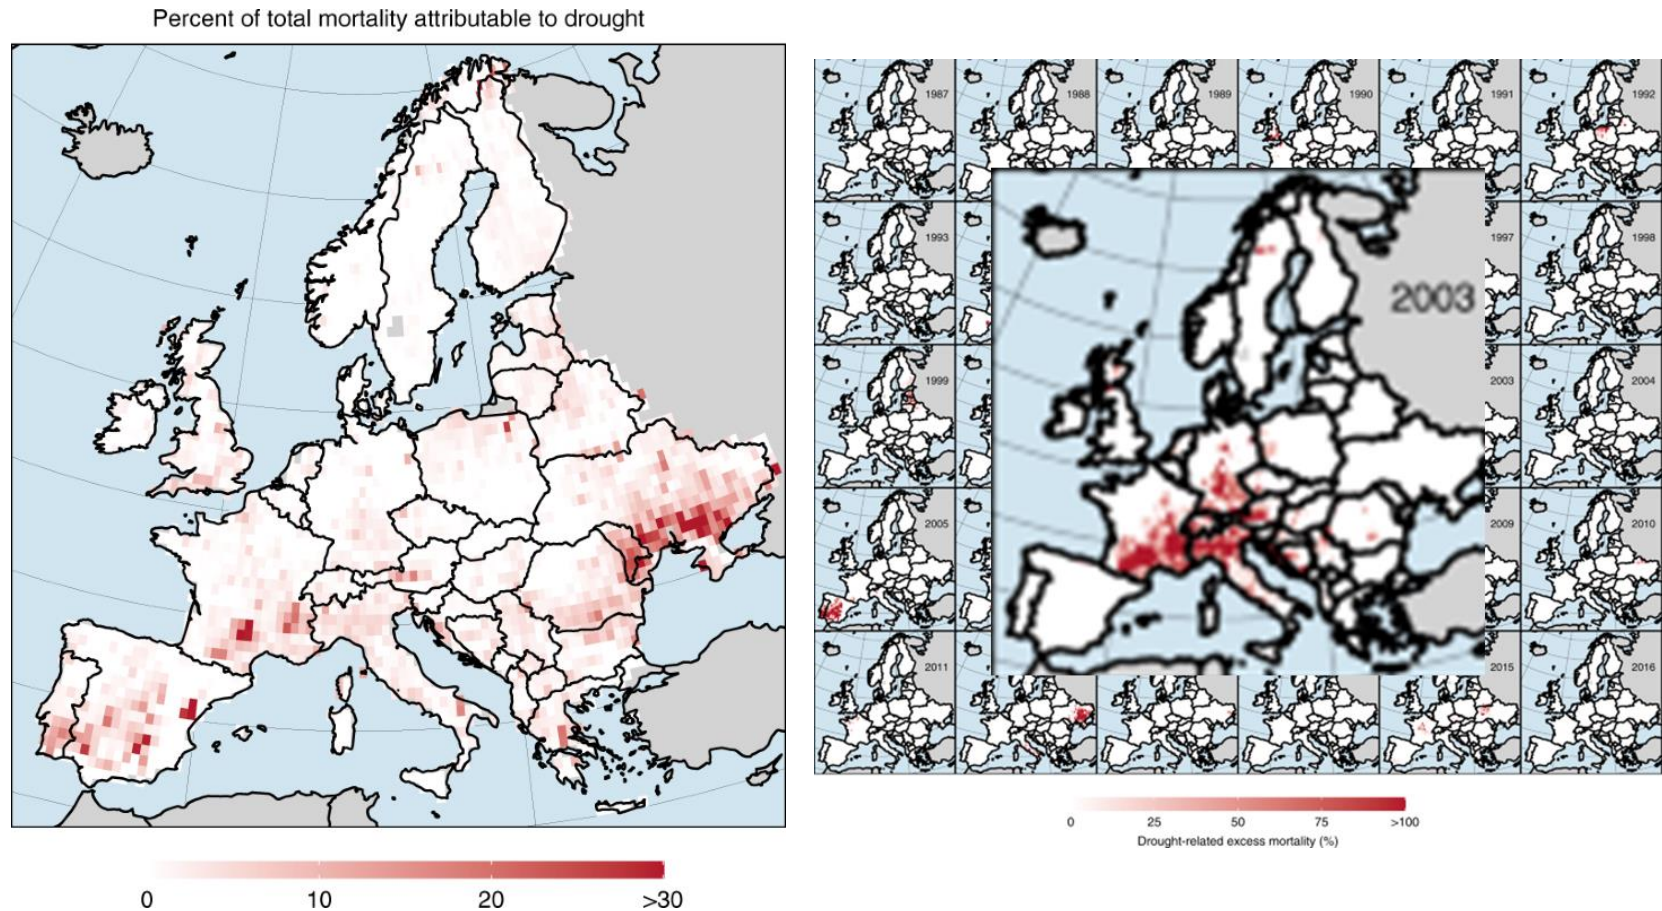 Percent of total mortality attributable to drought
0 10 20 >30
1987 1988 1989 1990 1991 1992
1993 1997 1998
2003
1999 2003 2004
2005 2009 2010
2011 2015 2016
0 25 50 75 >100
Drought-related excess mortality (%)